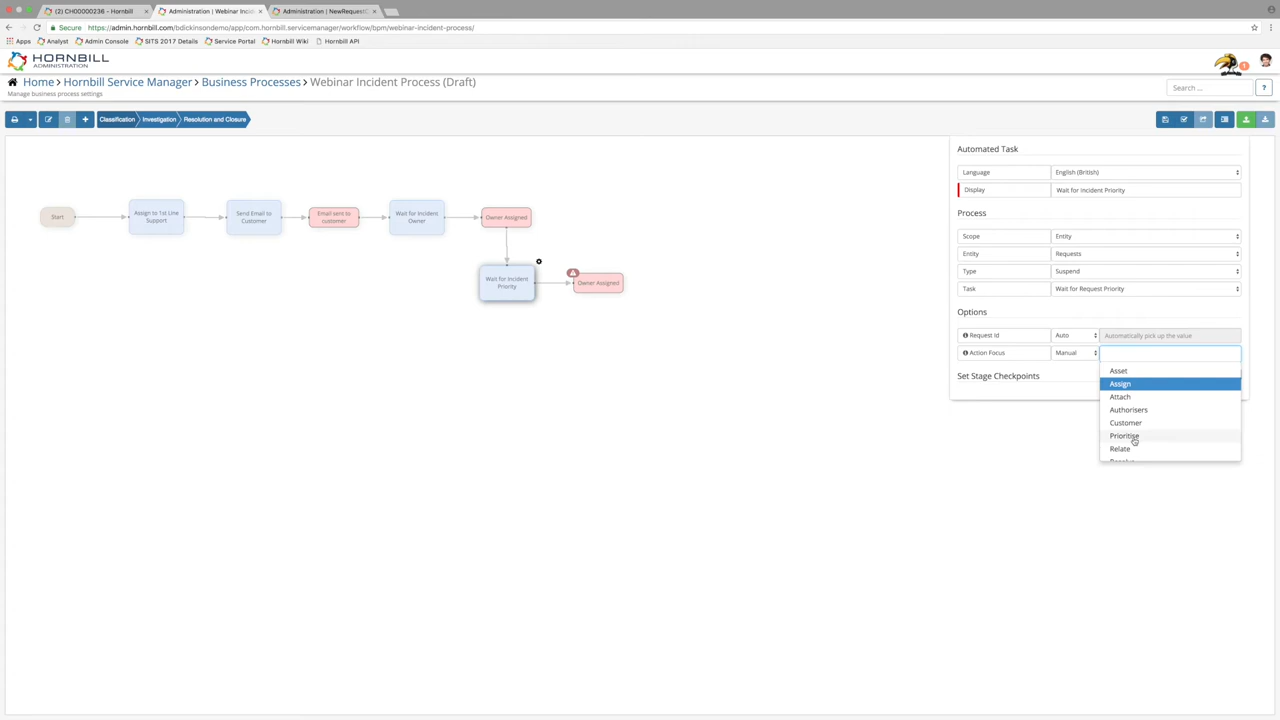 (2) CH00000236 - Hornbill
Administration | Webinar Incid
Administration | NewRequestC
Secure
https://admin.hornbill.com/bdickinsondemo/app/com.hornbill.servicemanager/workflow/bpm/webinar-incident-process/
Apps
Analyst
Admin Console
SITS 2017 Details
Service Portal
Hornbill Wiki
Hornbill API
HORNBILL
ADMINISTRATION
1
Home > Hornbill Service Manager > Business Processes > Webinar Incident Process (Draft)
Manage business process settings
Search ...
?
Classification
Investigation
Resolution and Closure
Automated Task
Language
English (British)
Display
Wait for Incident Priority
Process
Scope
Entity
Entity
Requests
Type
Suspend
Task
Wait for Request Priority
Options
Request Id
Auto
Automatically pick up the value
Action Focus
Manual
Set Stage Checkpoints
Asset
Assign
Attach
Authorisers
Customer
Prioritise
Relate
Start
Assign to 1st Line
Support
Send Email to
Customer
Email sent to
customer
Wait for Incident
Owner
Owner Assigned
Wait for Incident
Priority
Owner Assigned